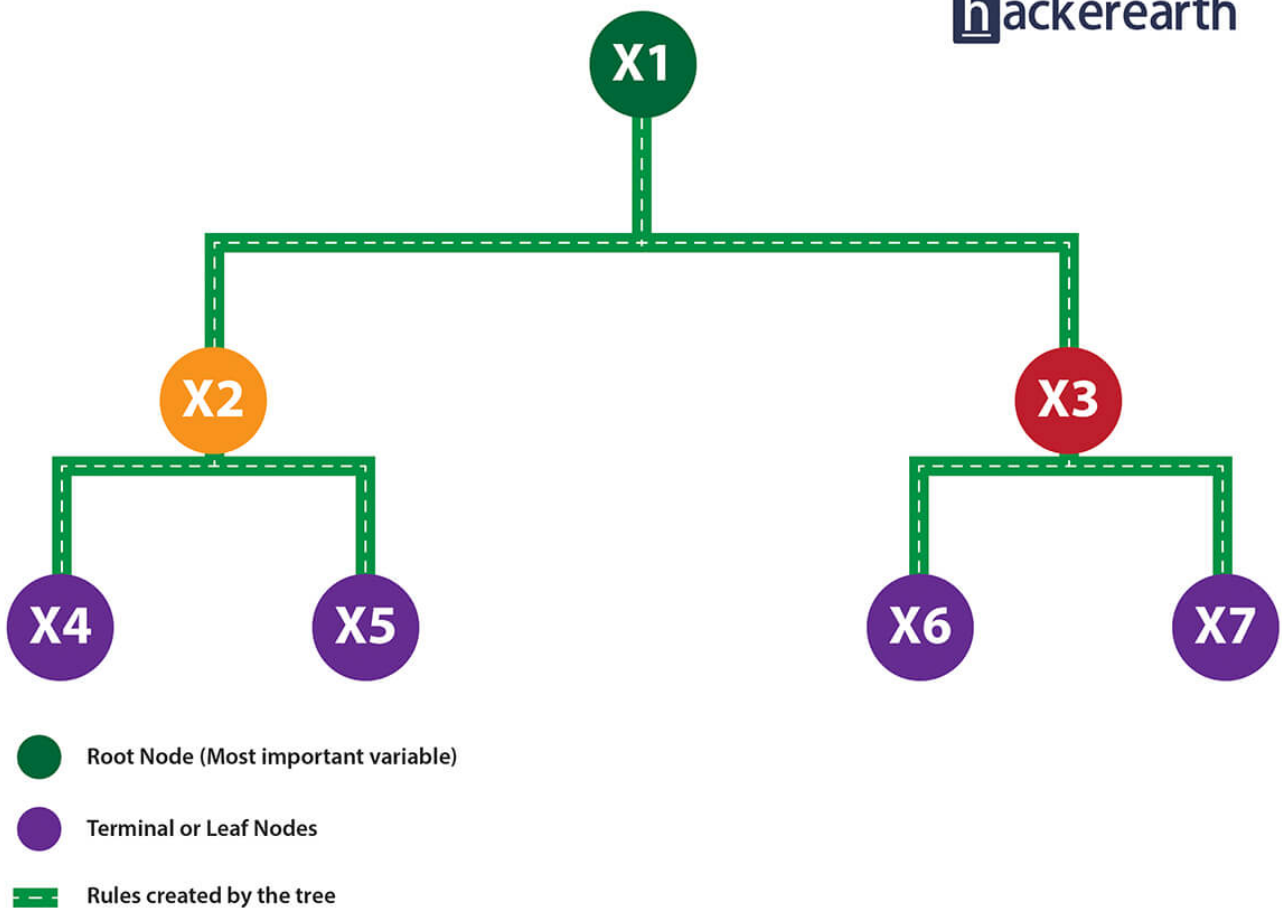 hackerearth
X1
X2
X3
X4
X5
X6
X7
Root Node (Most important variable)
Terminal or Leaf Nodes
Rules created by the tree